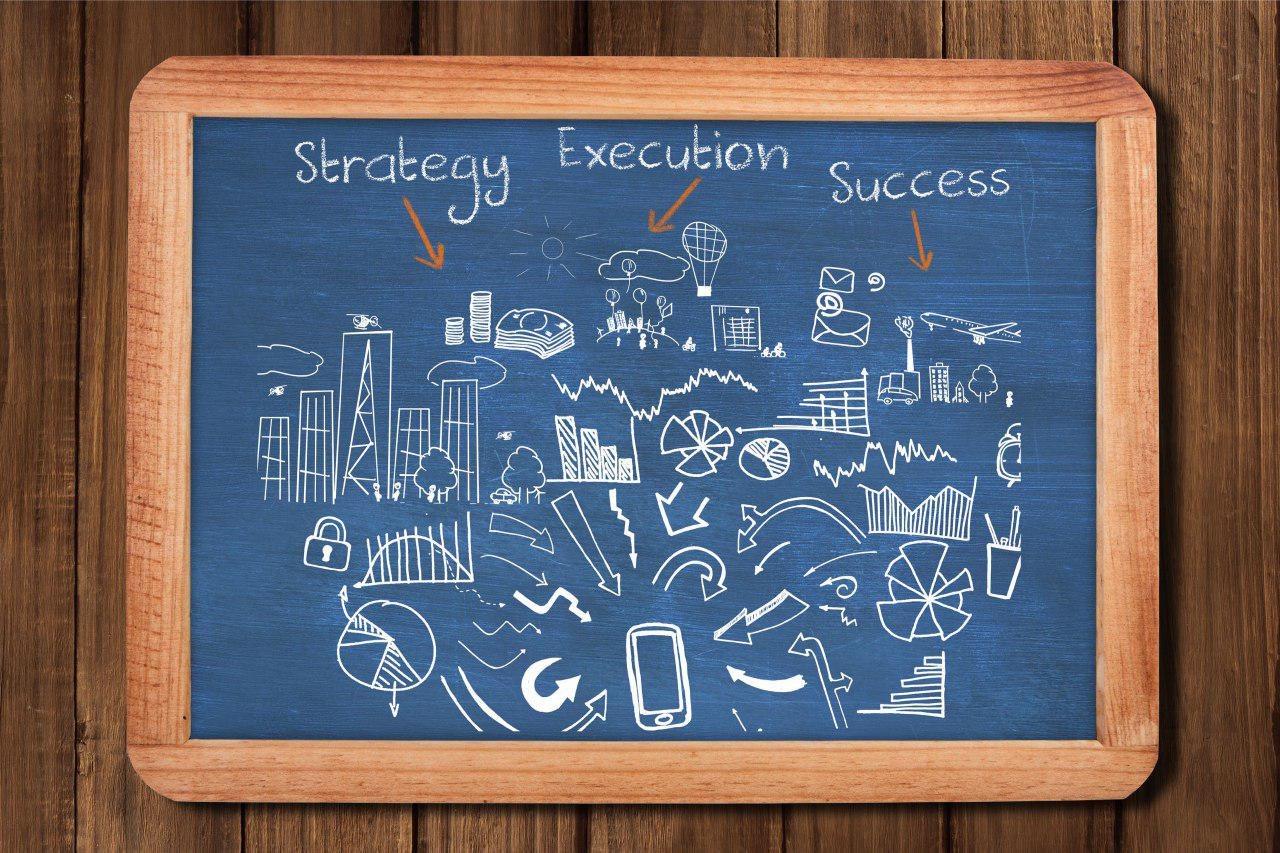 Strategy
Execution
Success
@
@